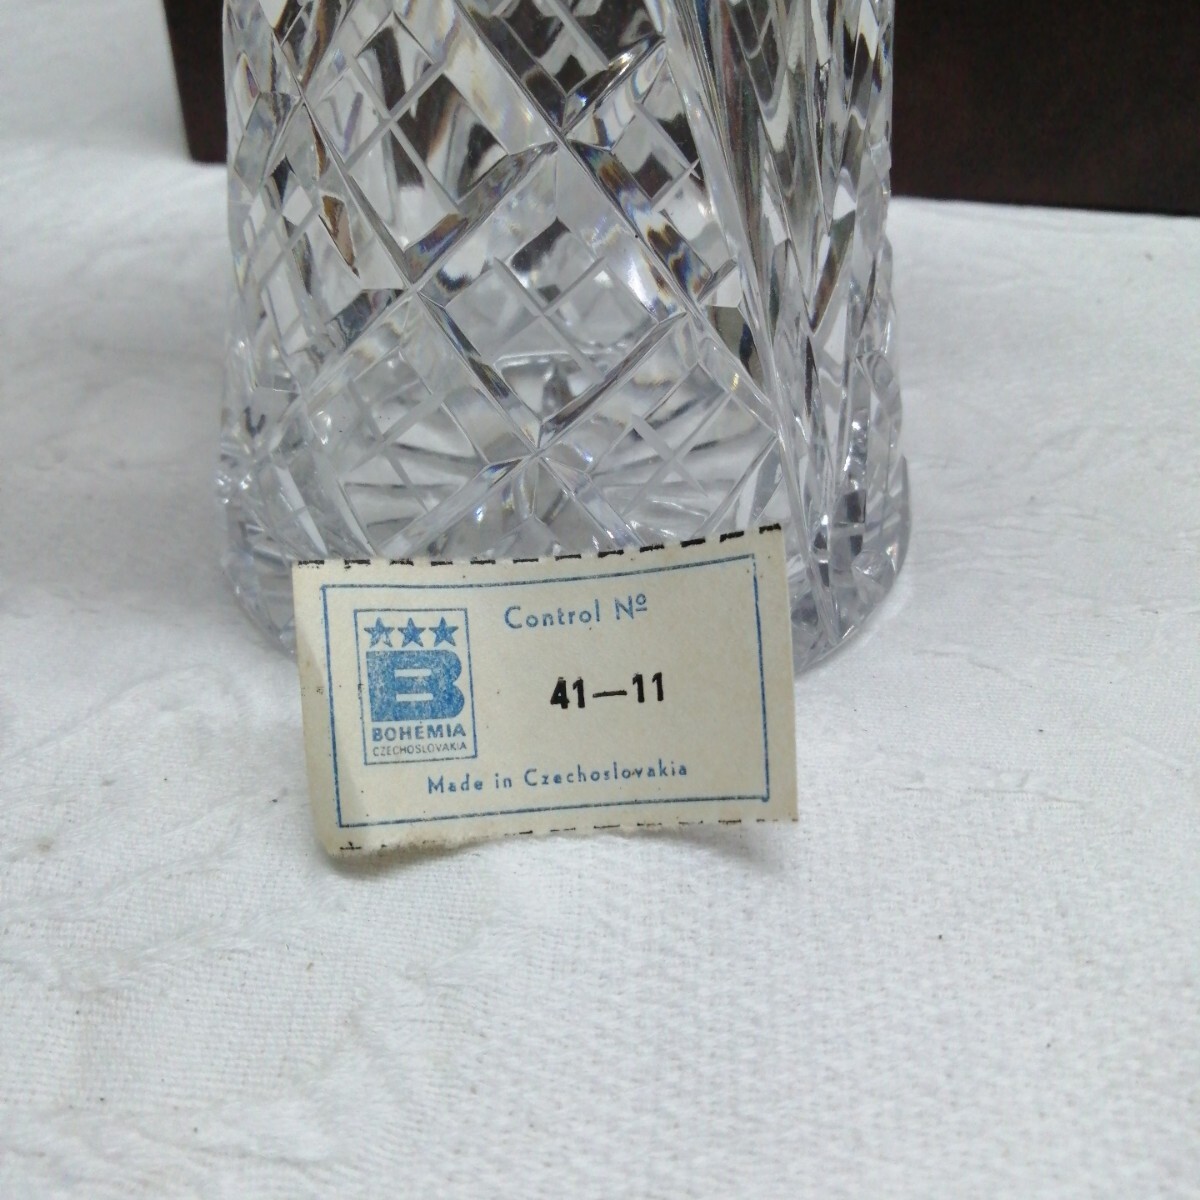 Control Nº
41—11
B
BOHEMIA
CZECHOSLOVAKIA
Made in Czechoslovakia